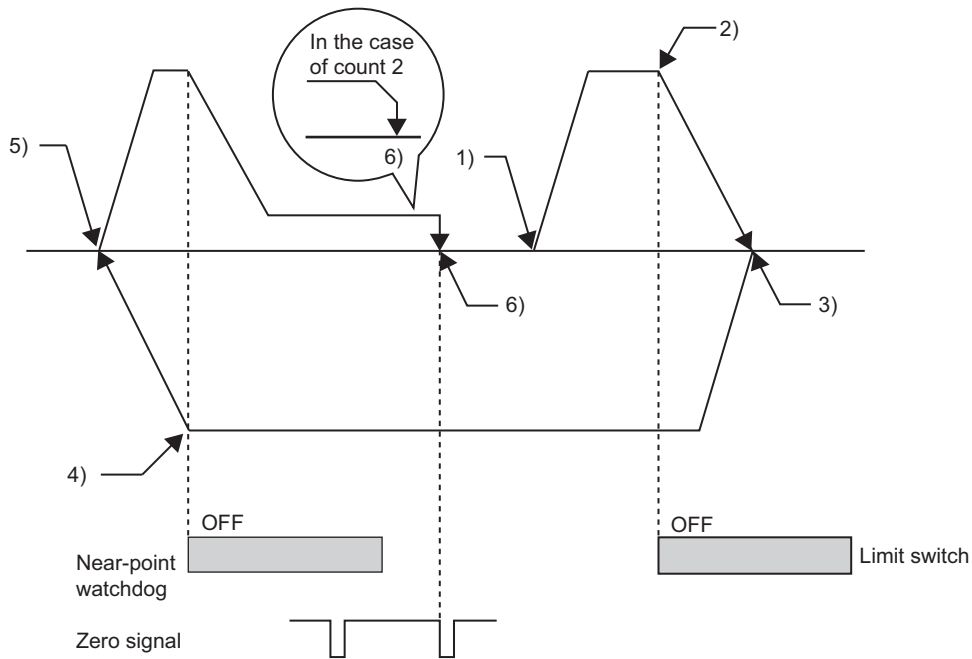 2)
In the case
of count 2
6)
5)
1)
6)
3)
4)
OFF
OFF
Near-point
watchdog
Limit switch
Zero signal